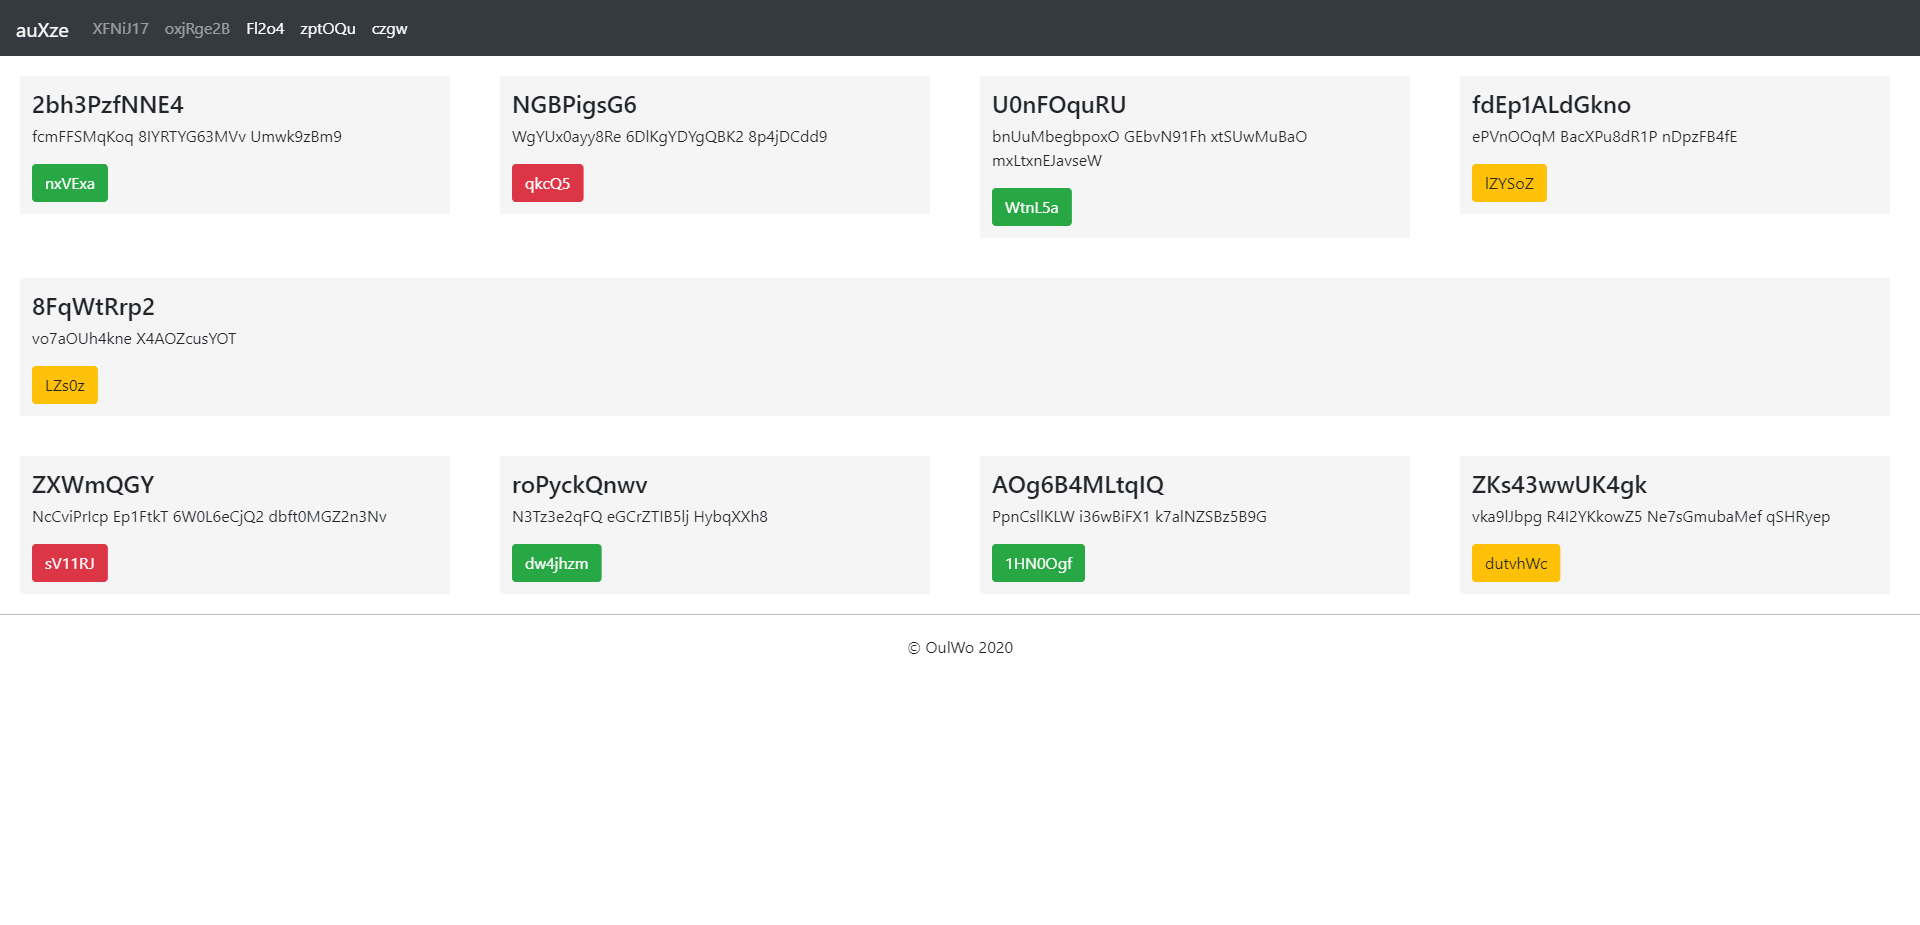 auXze XFNiJ17 oxjRge2B Fl2o4 zptOQu czgw
2bh3PzfNNE4
fcmFFSMqKoq 8IYRTYG63MVv Umwk9zBm9
nxVExa
NGBPigsG6
WgYUx0ayy8Re 6DlKgYDYgQBK2 8p4jDCdd9
qkcQ5
U0nFOquRU
bnUuMbegbpoxO GEbvN91Fh xtSUwMuBaO
mxLtxnEJavseW
WtnL5a
fdEp1ALdGkno
ePVnOOqM BacXPu8dR1P nDpzFB4fE
lZYSoZ
8FqWtRrp2
vo7aOUh4kne X4AOZcusYOT
LZs0z
ZXWmQGY
NcCviPrIcp Ep1FtkT 6W0L6eCjQ2 dbft0MGZ2n3Nv
sV11RJ
roPyckQnwv
N3Tz3e2qFQ eGCrZTIB5lj HybqXXh8
dw4jhzm
AOg6B4MLtqIQ
PpnCsllKLW i36wBiFX1 k7alNZSBz5B9G
1HN0Ogf
ZKs43wwUK4gk
vka9lJbpg R4I2YKkowZ5 Ne7sGmubaMef qSHRyep
dutvhWc
© OulWo 2020